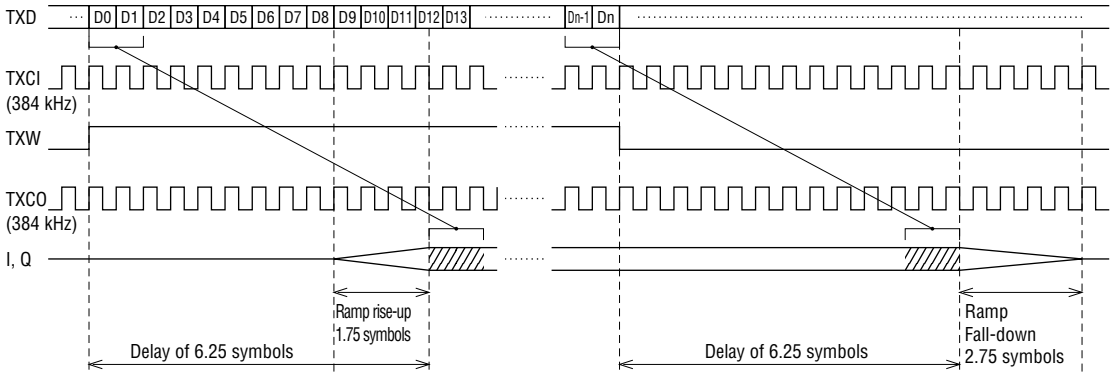 TXD ··· D0 D1 D2 D3 D4 D5 D6 D7 D8 D9 D10 D11 D12 D13 Dn-1 Dn
TXCI
(384 kHz)
TXW
TXCO
(384 kHz)
I, Q
Ramp rise-up
1.75 symbols
Ramp
Fall-down
2.75 symbols
Delay of 6.25 symbols
Delay of 6.25 symbols